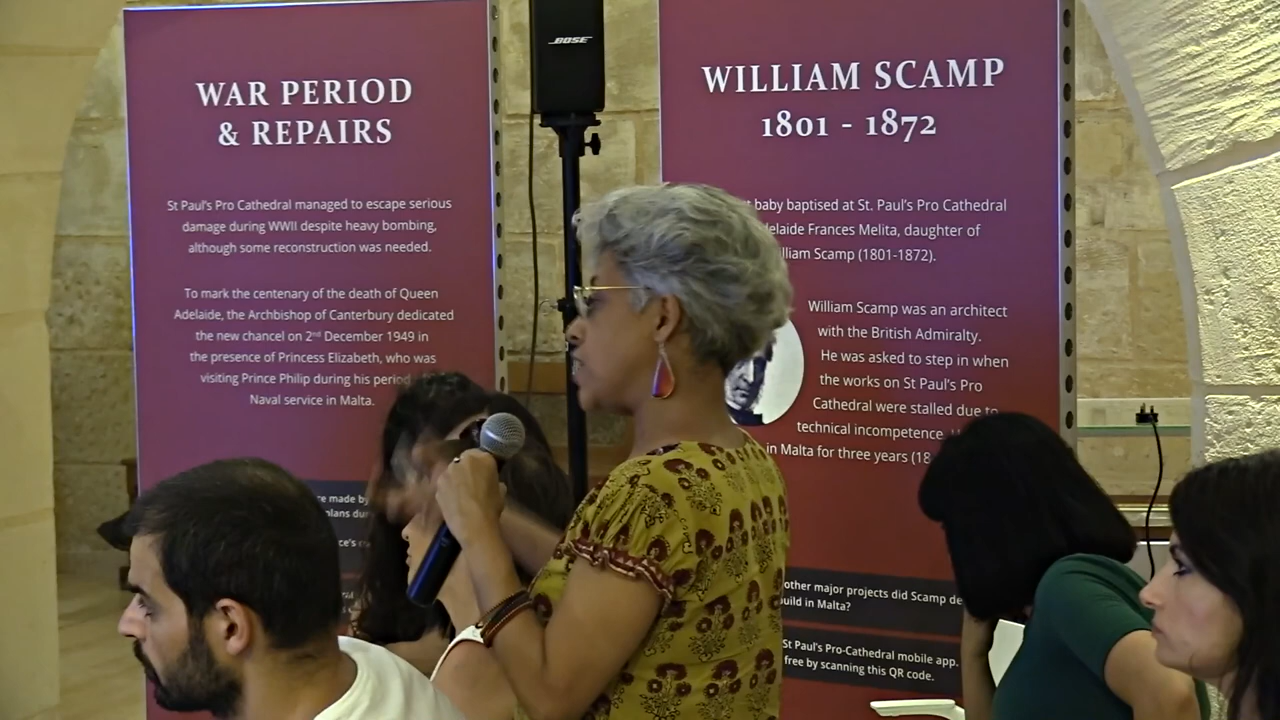 WAR PERIOD
& REPAIRS
St Paul's Pro Cathedral managed to escape serious
damage during WWII despite heavy bombing,
although some reconstruction was needed.
To mark the centenary of the death of Queen
Adelaide, the Archbishop of Canterbury dedicated
the new chancel on 2nd December 1949 in
the presence of Princess Elizabeth, who was
visiting Prince Philip during his period
Naval service in Malta.
made by
BOSE
WILLIAM SCAMP
1801 - 1872
baby baptised at St. Paul's Pro Cathedral
Frances Melita, daughter of
Scamp (1801-1872).
William Scamp was an architect
with the British Admiralty.
He was asked to step in when
the works on St Paul's Pro
Cathedral were stalled due to
technical incompetence.
in Malta for three years (18
other major projects did Scamp
build in Malta?
St Paul's Pro-Cathedral mobile app.
free by scanning this QR code.